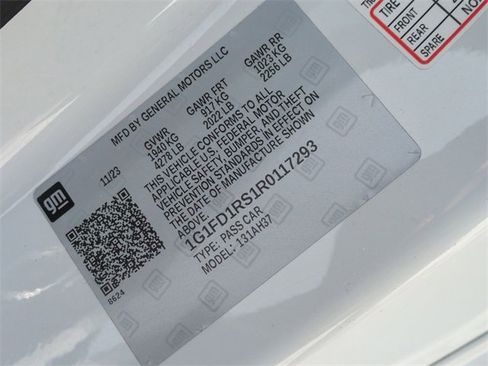 gm
MFD BY GENERAL MOTORS LLC
11/23
GVWR GAWR FRT GAWR RR
1940 KG 917 KG 1023 KG
4278 LB 2022 LB 2256 LB
THIS VEHICLE CONFORMS TO ALL
APPLICABLE U.S. FEDERAL MOTOR
VEHICLE SAFETY, BUMPER, AND THEFT
PREVENTION STANDARDS IN EFFECT ON
THE DATE OF MANUFACTURE SHOWN
ABOVE.
1G1FD1RS1R0117293
TYPE: PASS CAR
MODEL: 131AH37
8624
TIRE
FRONT
REAR
SPARE